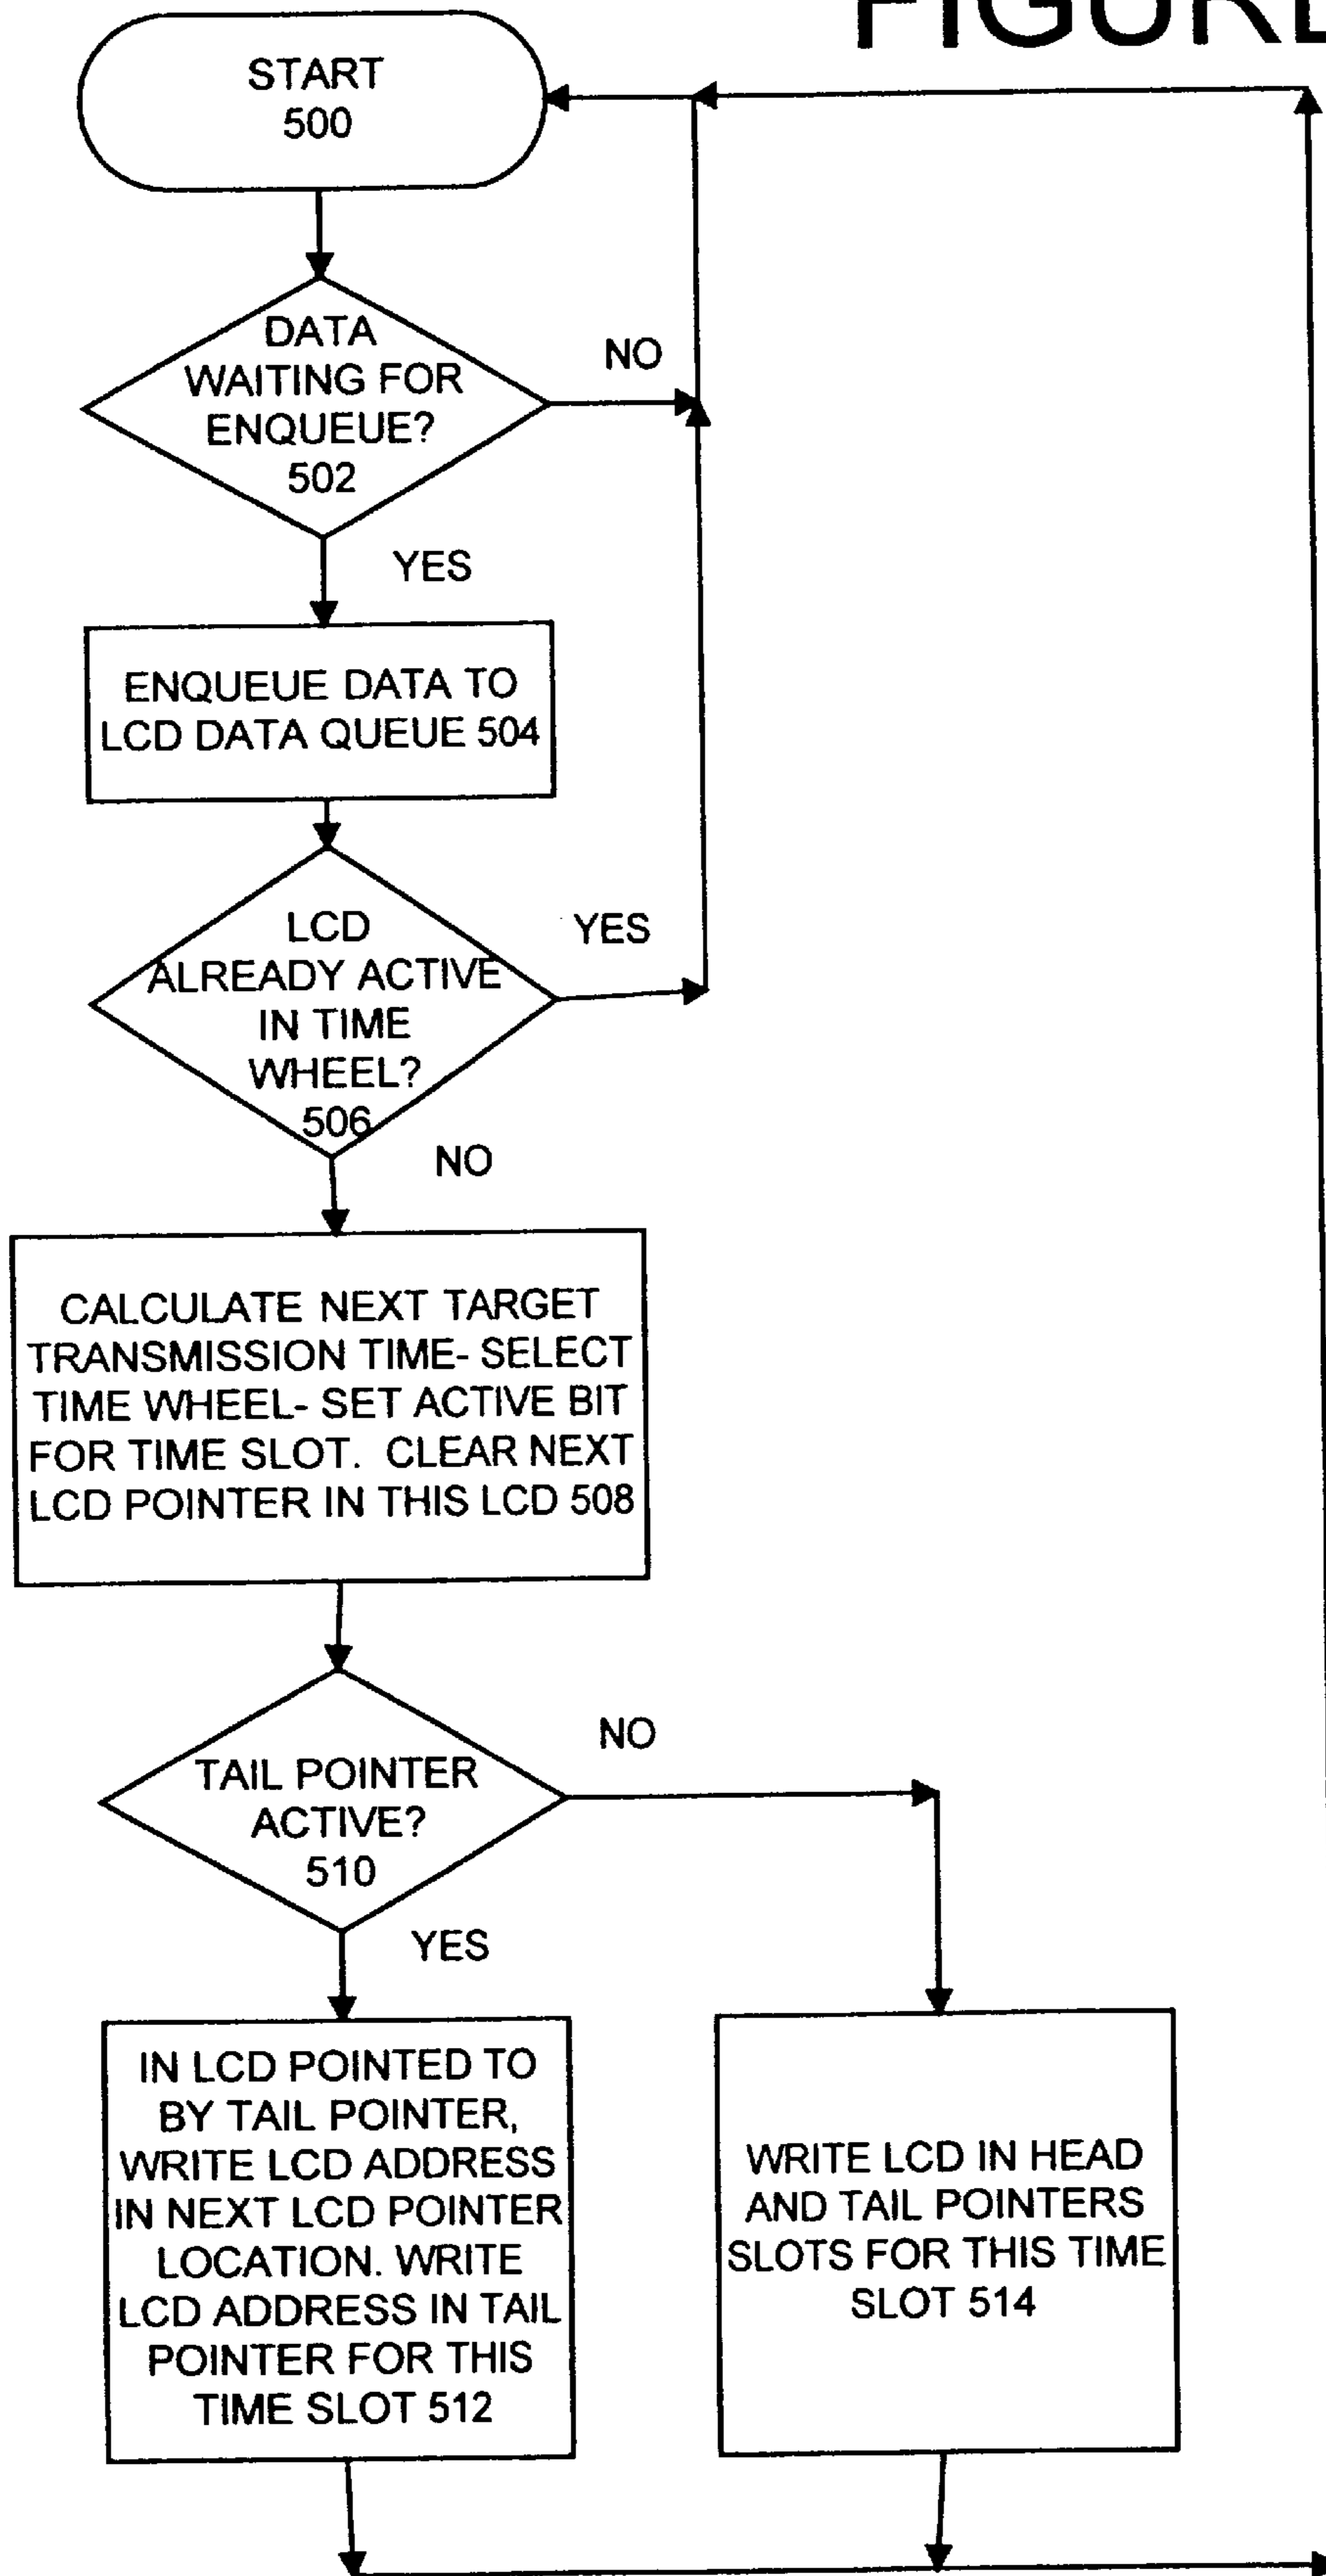 FIGURE
START
500
DATA
WAITING FOR
ENQUEUE?
502
NO
YES
ENQUEUE DATA TO
LCD DATA QUEUE 504
LCD
ALREADY ACTIVE
IN TIME
WHEEL?
506
YES
NO
CALCULATE NEXT TARGET
TRANSMISSION TIME- SELECT
TIME WHEEL- SET ACTIVE BIT
FOR TIME SLOT. CLEAR NEXT
LCD POINTER IN THIS LCD 508
TAIL POINTER
ACTIVE?
510
NO
YES
IN LCD POINTED TO
BY TAIL POINTER,
WRITE LCD ADDRESS
IN NEXT LCD POINTER
LOCATION. WRITE
LCD ADDRESS IN TAIL
POINTER FOR THIS
TIME SLOT 512
WRITE LCD IN HEAD
AND TAIL POINTERS
SLOTS FOR THIS TIME
SLOT 514